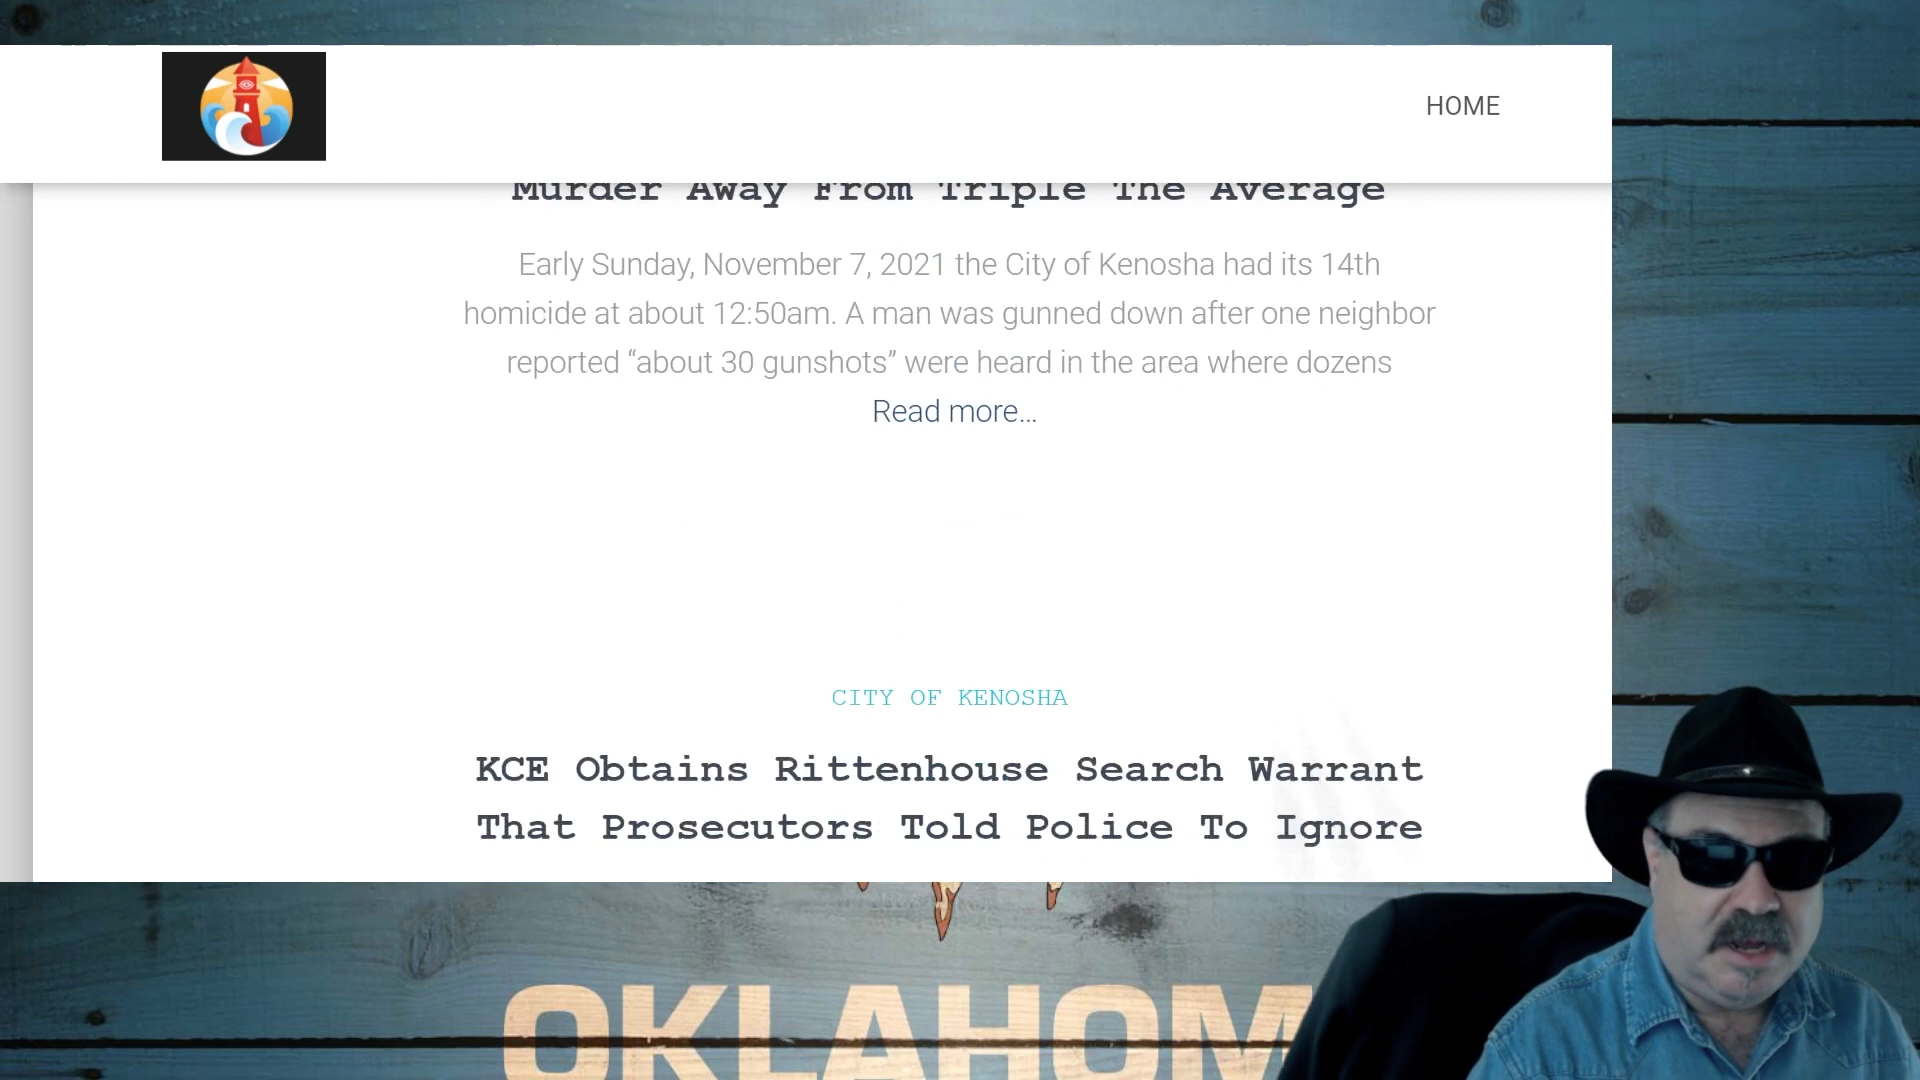 HOME
Murder Away From Triple The Average
Early Sunday, November 7, 2021 the City of Kenosha had its 14th
homicide at about 12:50am. A man was gunned down after one neighbor
reported “about 30 gunshots” were heard in the area where dozens
Read more…
CITY OF KENOSHA
KCE Obtains Rittenhouse Search Warrant
That Prosecutors Told Police To Ignore
OKLAHOM